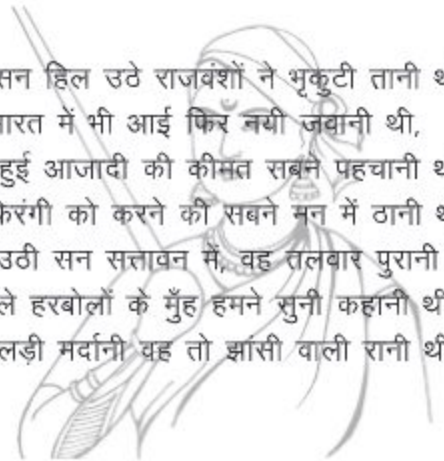 सन हिल उठे राजवंशों ने भृकुटी तानी थ
ारत में भी आई फिर नयी जवानी थी,
हुई आजादी की कीमत सबने पहचानी थ
फिरंगी को करने की सबने मन में ठानी थ
उठी सन सत्तावन में, वह तलवार पुरानी
ले हरबोलों के मुँह हमने सुनी कहानी थी
लड़ी मर्दानी वह तो झांसी वाली रानी थी